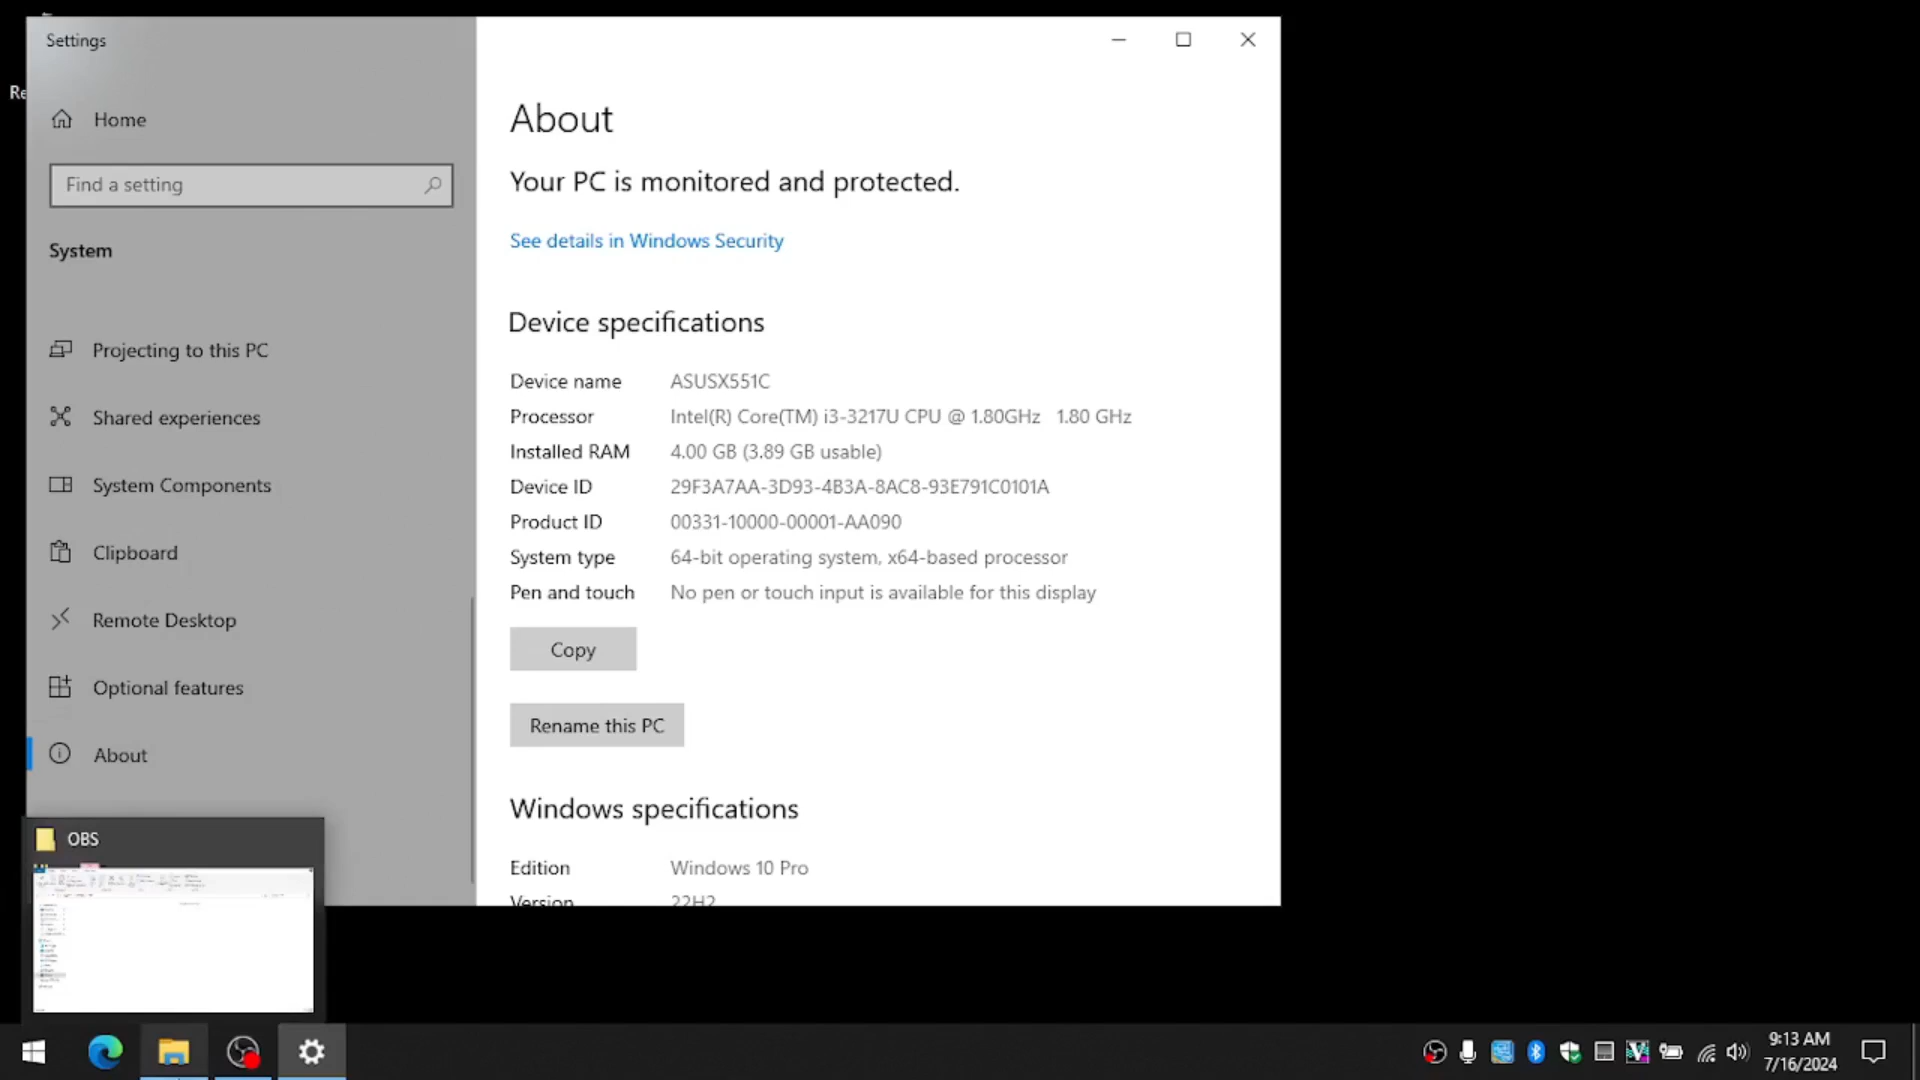 Settings
Re
Home
Find a setting
System
Projecting to this PC
Shared experiences
System Components
Clipboard
Remote Desktop
Optional features
About
About
Your PC is monitored and protected.
See details in Windows Security
Device specifications
Device name ASUSX551C
Processor Intel(R) Core(TM) i3-3217U CPU @ 1.80GHz 1.80 GHz
Installed RAM 4.00 GB (3.89 GB usable)
Device ID 29F3A7AA-3D93-4B3A-8AC8-93E791C0101A
Product ID 00331-10000-00001-AA090
System type 64-bit operating system, x64-based processor
Pen and touch No pen or touch input is available for this display
Copy
Rename this PC
Windows specifications
Edition Windows 10 Pro
Version 22H2
OBS
9:13 AM
7/16/2024